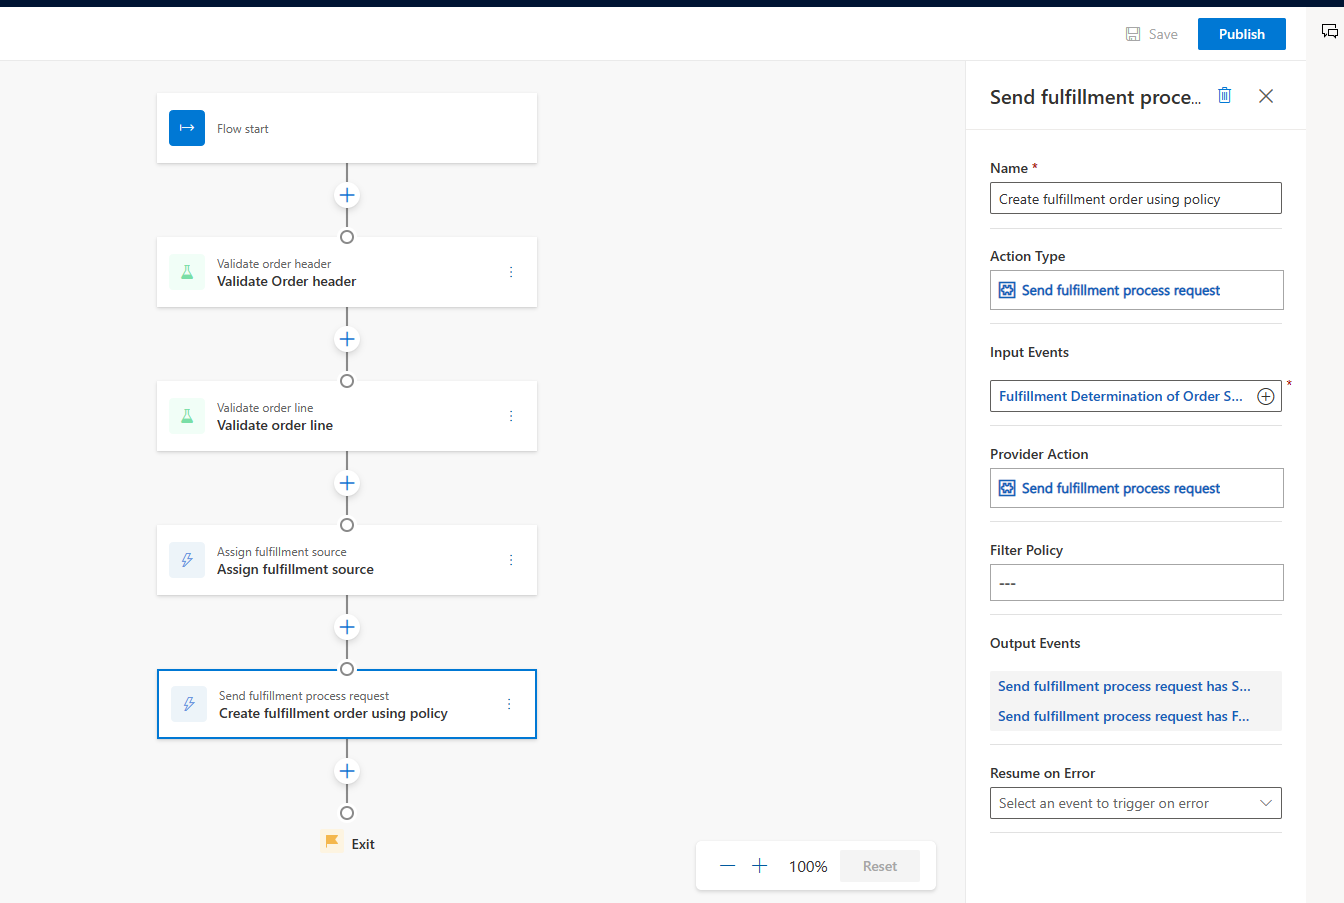 Save
Publish
Flow start
Validate order header
Validate Order header
Validate order line
Validate order line
Assign fulfillment source
Assign fulfillment source
Send fulfillment process request
Create fulfillment order using policy
Exit
100%
Reset
Send fulfillment proce...
Name *
Create fulfillment order using policy
Action Type
Send fulfillment process request
Input Events
Fulfillment Determination of Order S... *
Provider Action
Send fulfillment process request
Filter Policy
---
Output Events
Send fulfillment process request has S...
Send fulfillment process request has F...
Resume on Error
Select an event to trigger on error